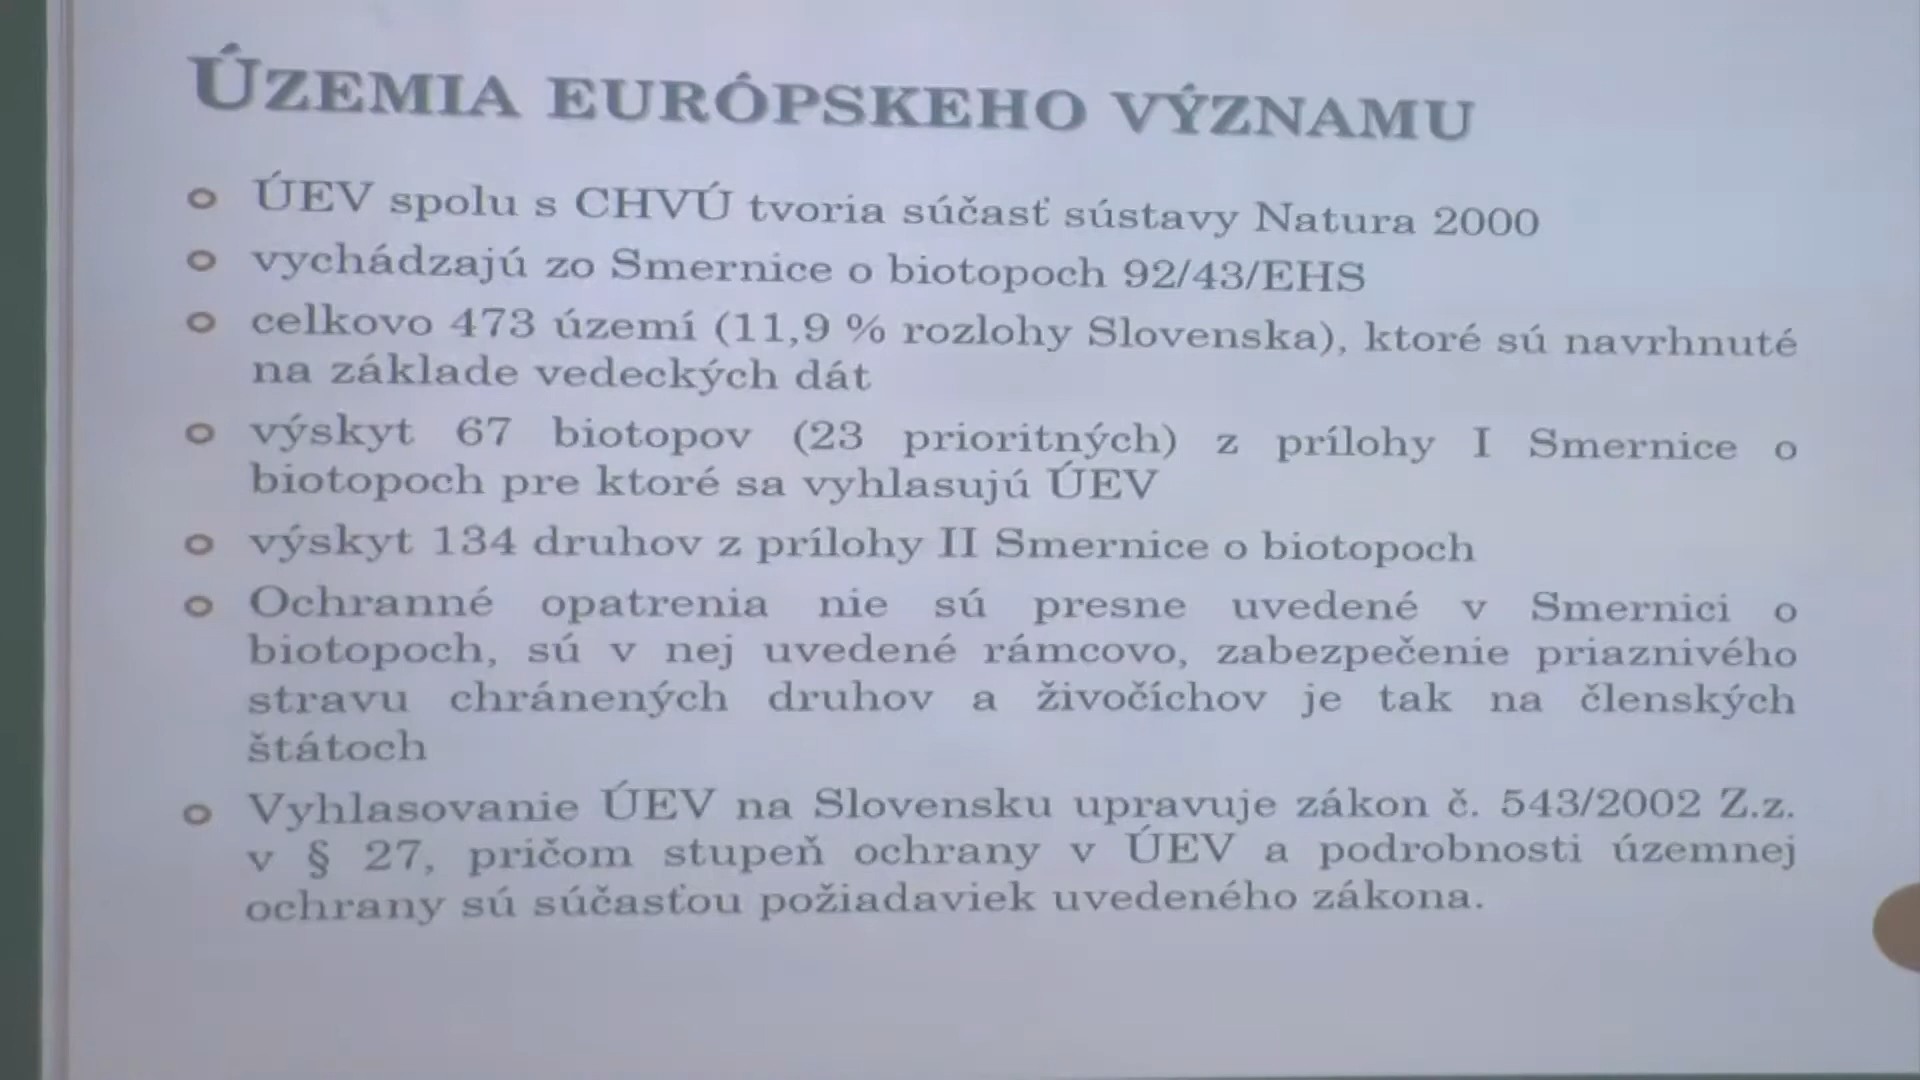 ÚZEMIA EURÓPSKEHO VÝZNAMU
ÚEV spolu s CHVÚ tvoria súčasť sústavy Natura 2000
vychádzajú zo Smernice o biotopoch 92/43/EHS
celkovo 473 území (11,9 % rozlohy Slovenska), ktoré sú navrhnuté
na základe vedeckých dát
výskyt 67 biotopov (23 prioritných) z prílohy I Smernice o
biotopoch pre ktoré sa vyhlasujú ÚEV
výskyt 134 druhov z prílohy II Smernice o biotopoch
Ochranné opatrenia nie sú presne uvedené v Smernici o
biotopoch, sú v nej uvedené rámcovo, zabezpečenie priaznivého
stravu chránených druhov a živočíchov je tak na členských
štátoch
Vyhlasovanie ÚEV na Slovensku upravuje zákon č. 543/2002 Z.z.
v § 27, pričom stupeň ochrany v ÚEV a podrobnosti územnej
ochrany sú súčasťou požiadaviek uvedeného zákona.